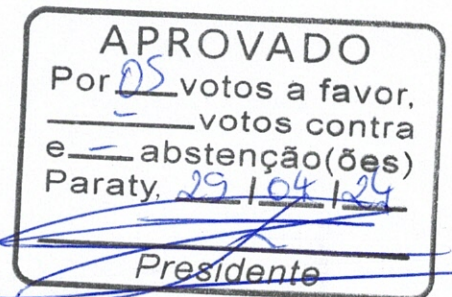 APROVADO
Por 05 votos a favor,
- votos contra
e - abstenção(ões)
Paraty, 29 / 04 / 24
Presidente